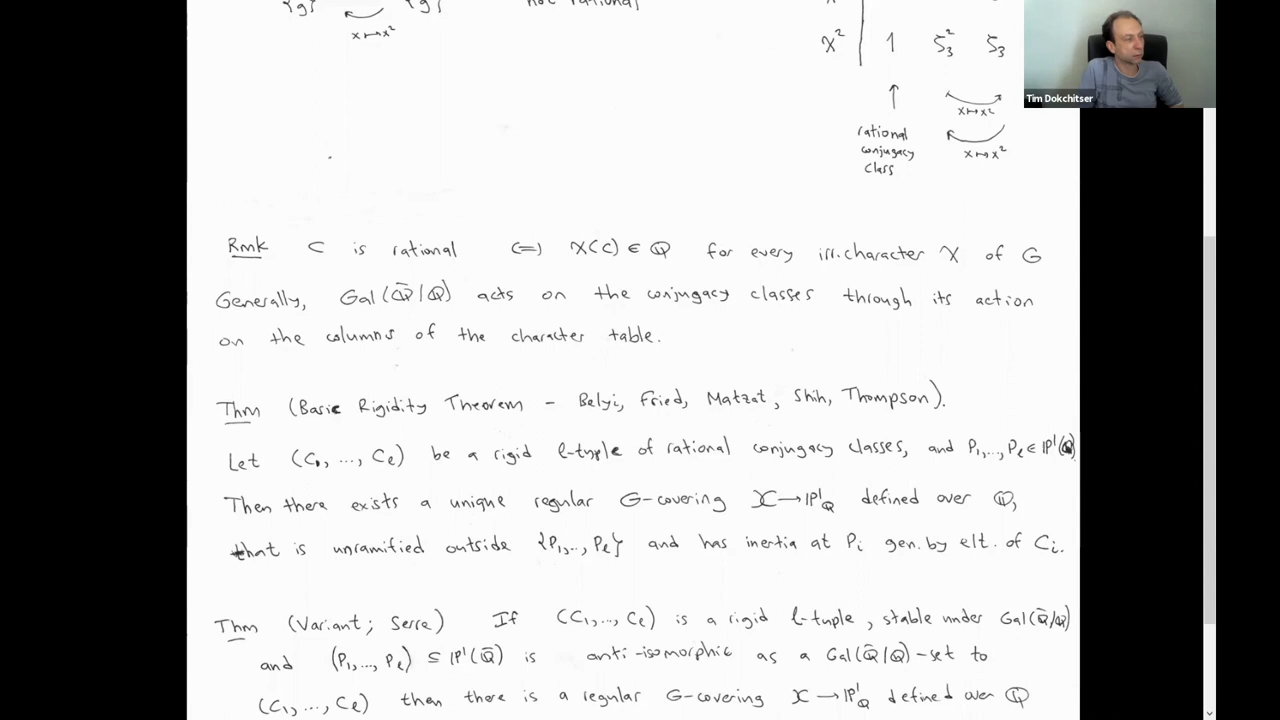 {g} {g} not rational
x↦x²
χ² | 1 ζ₃² ζ₃
x↦x²
x↦x²
rational
conjugacy
class
Tim Dokchitser
Rmk C is rational (=) χ(C) ∈ ℚ for every irr. character χ of G
Generally, Gal(ℚ̄/ℚ) acts on the conjugacy classes through its action
on the columns of the character table.
Thm (Basic Rigidity Theorem - Belyi, Fried, Matzat, Shih, Thompson).
Let (C₁, ..., Cℓ) be a rigid ℓ-tuple of rational conjugacy classes, and P₁,..., Pℓ ∈ ℙ¹(ℚ)
Then there exists a unique regular G-covering X → ℙ¹_ℚ defined over ℚ,
that is unramified outside {P₁,.., Pℓ} and has inertia at Pᵢ gen. by elt. of Cᵢ.
Thm (Variant; Serre) If (C₁,..., Cℓ) is a rigid ℓ-tuple, stable under Gal(ℚ̄/ℚ)
and (P₁,..., Pℓ) ⊆ ℙ¹(ℚ̄) is anti-isomorphic as a Gal(ℚ̄/ℚ)-set to
(C₁, ..., Cℓ) then there is a regular G-covering X → ℙ¹_ℚ defined over ℚ